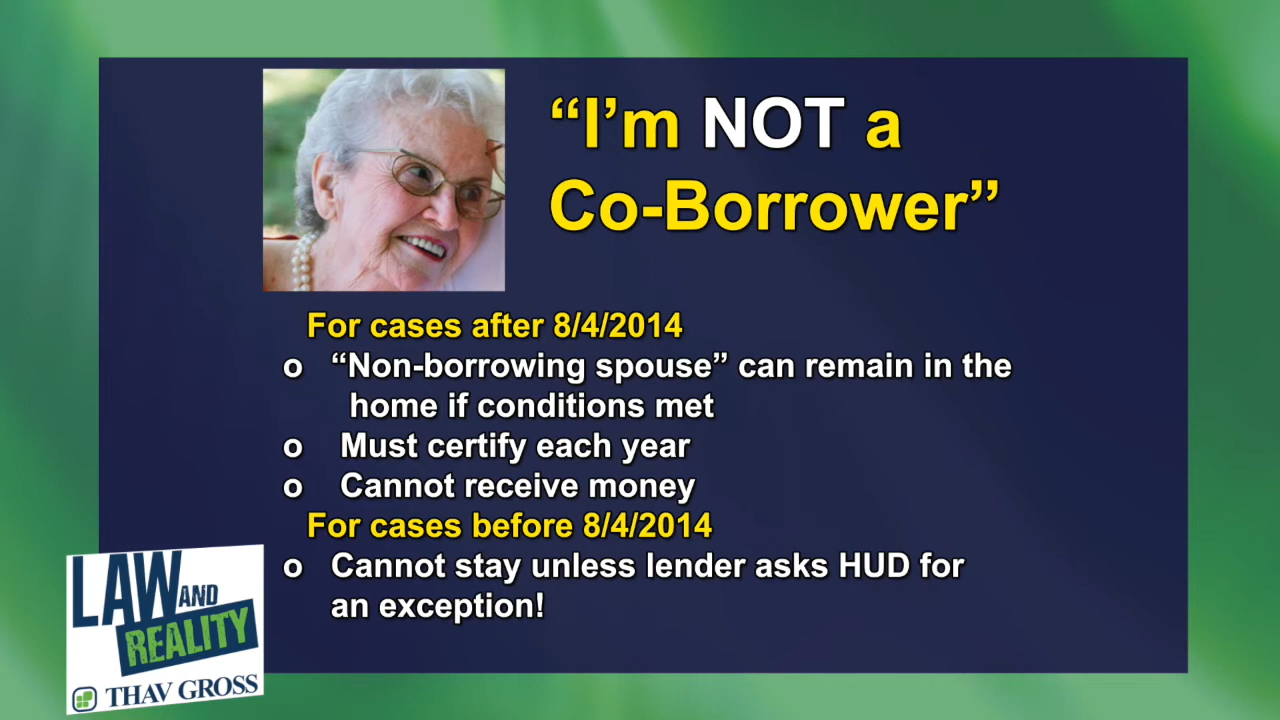 “I’m NOT a
Co-Borrower”
For cases after 8/4/2014
o “Non-borrowing spouse” can remain in the
home if conditions met
o Must certify each year
o Cannot receive money
For cases before 8/4/2014
o Cannot stay unless lender asks HUD for
an exception!
LAW AND
REALITY
THAV GROSS